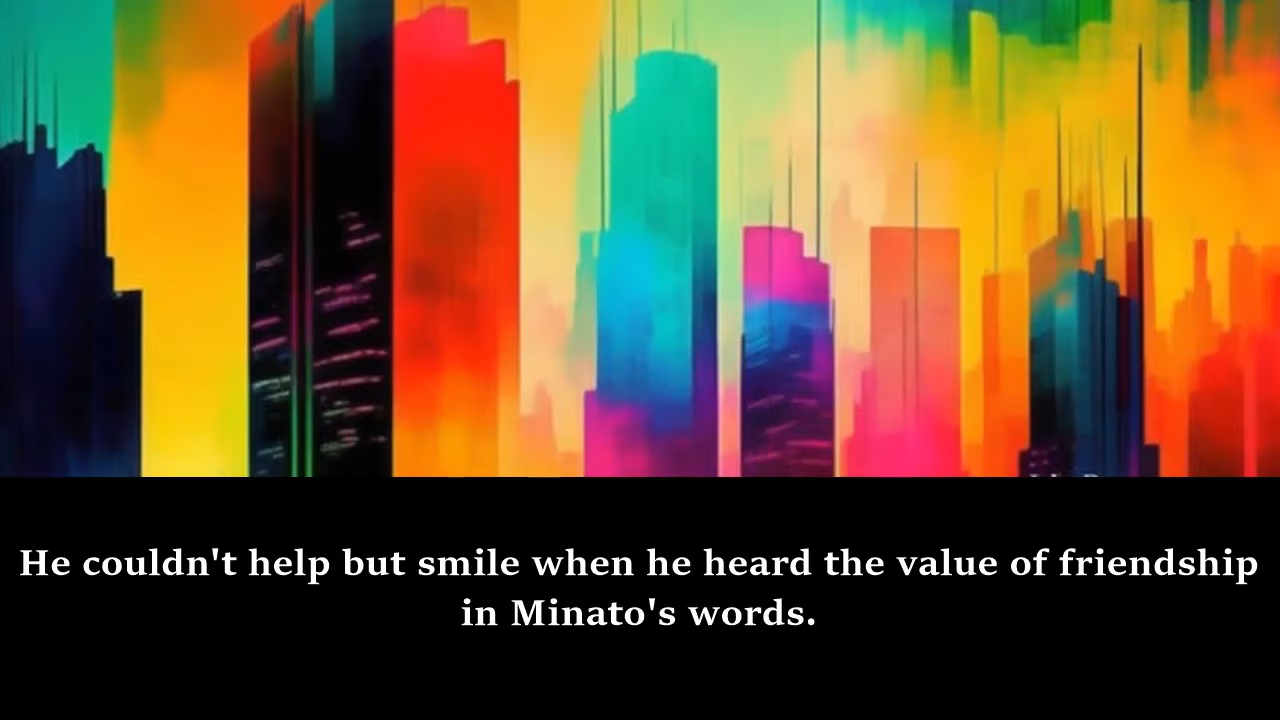 He couldn't help but smile when he heard the value of friendship
in Minato's words.